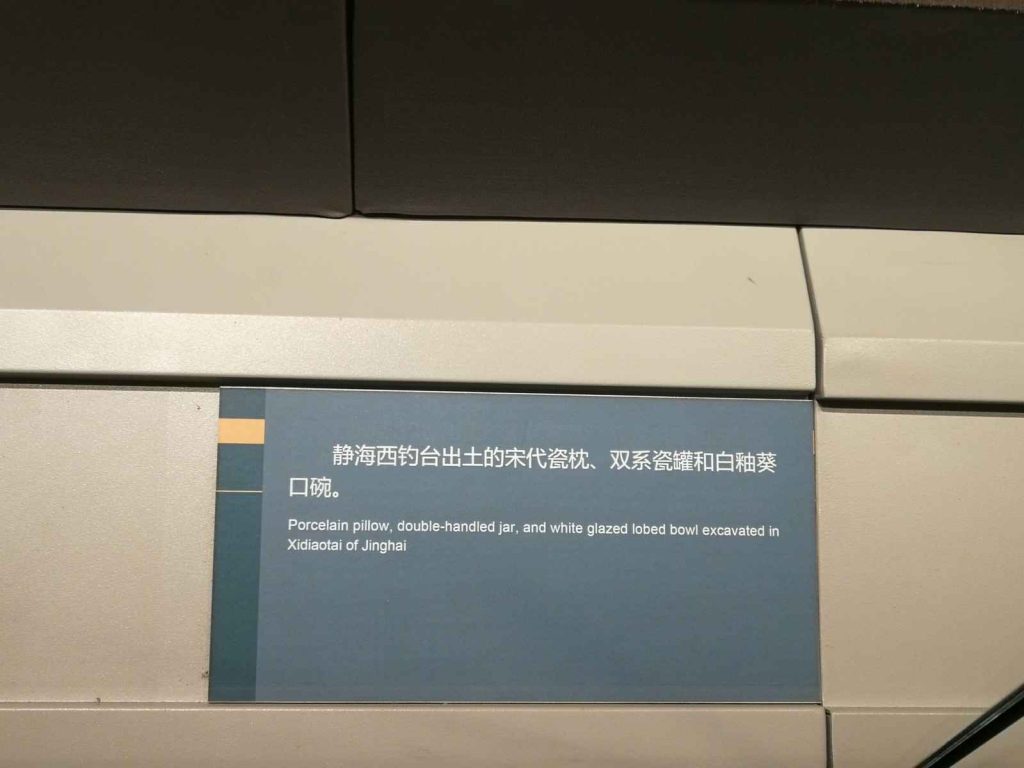 静海西钓台出土的宋代瓷枕、双系瓷罐和白釉葵
口碗。
Porcelain pillow, double-handled jar, and white glazed lobed bowl excavated in
Xidiaotai of Jinghai